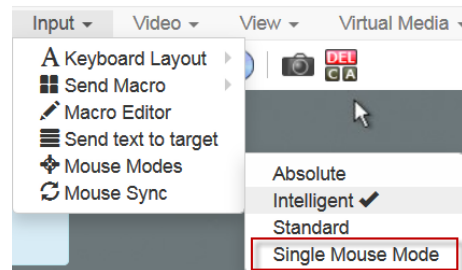 Input Video View Virtual Media
DEL
C A
A Keyboard Layout
Send Macro
Macro Editor
Send text to target
Mouse Modes
Mouse Sync
Absolute
Intelligent
Standard
Single Mouse Mode